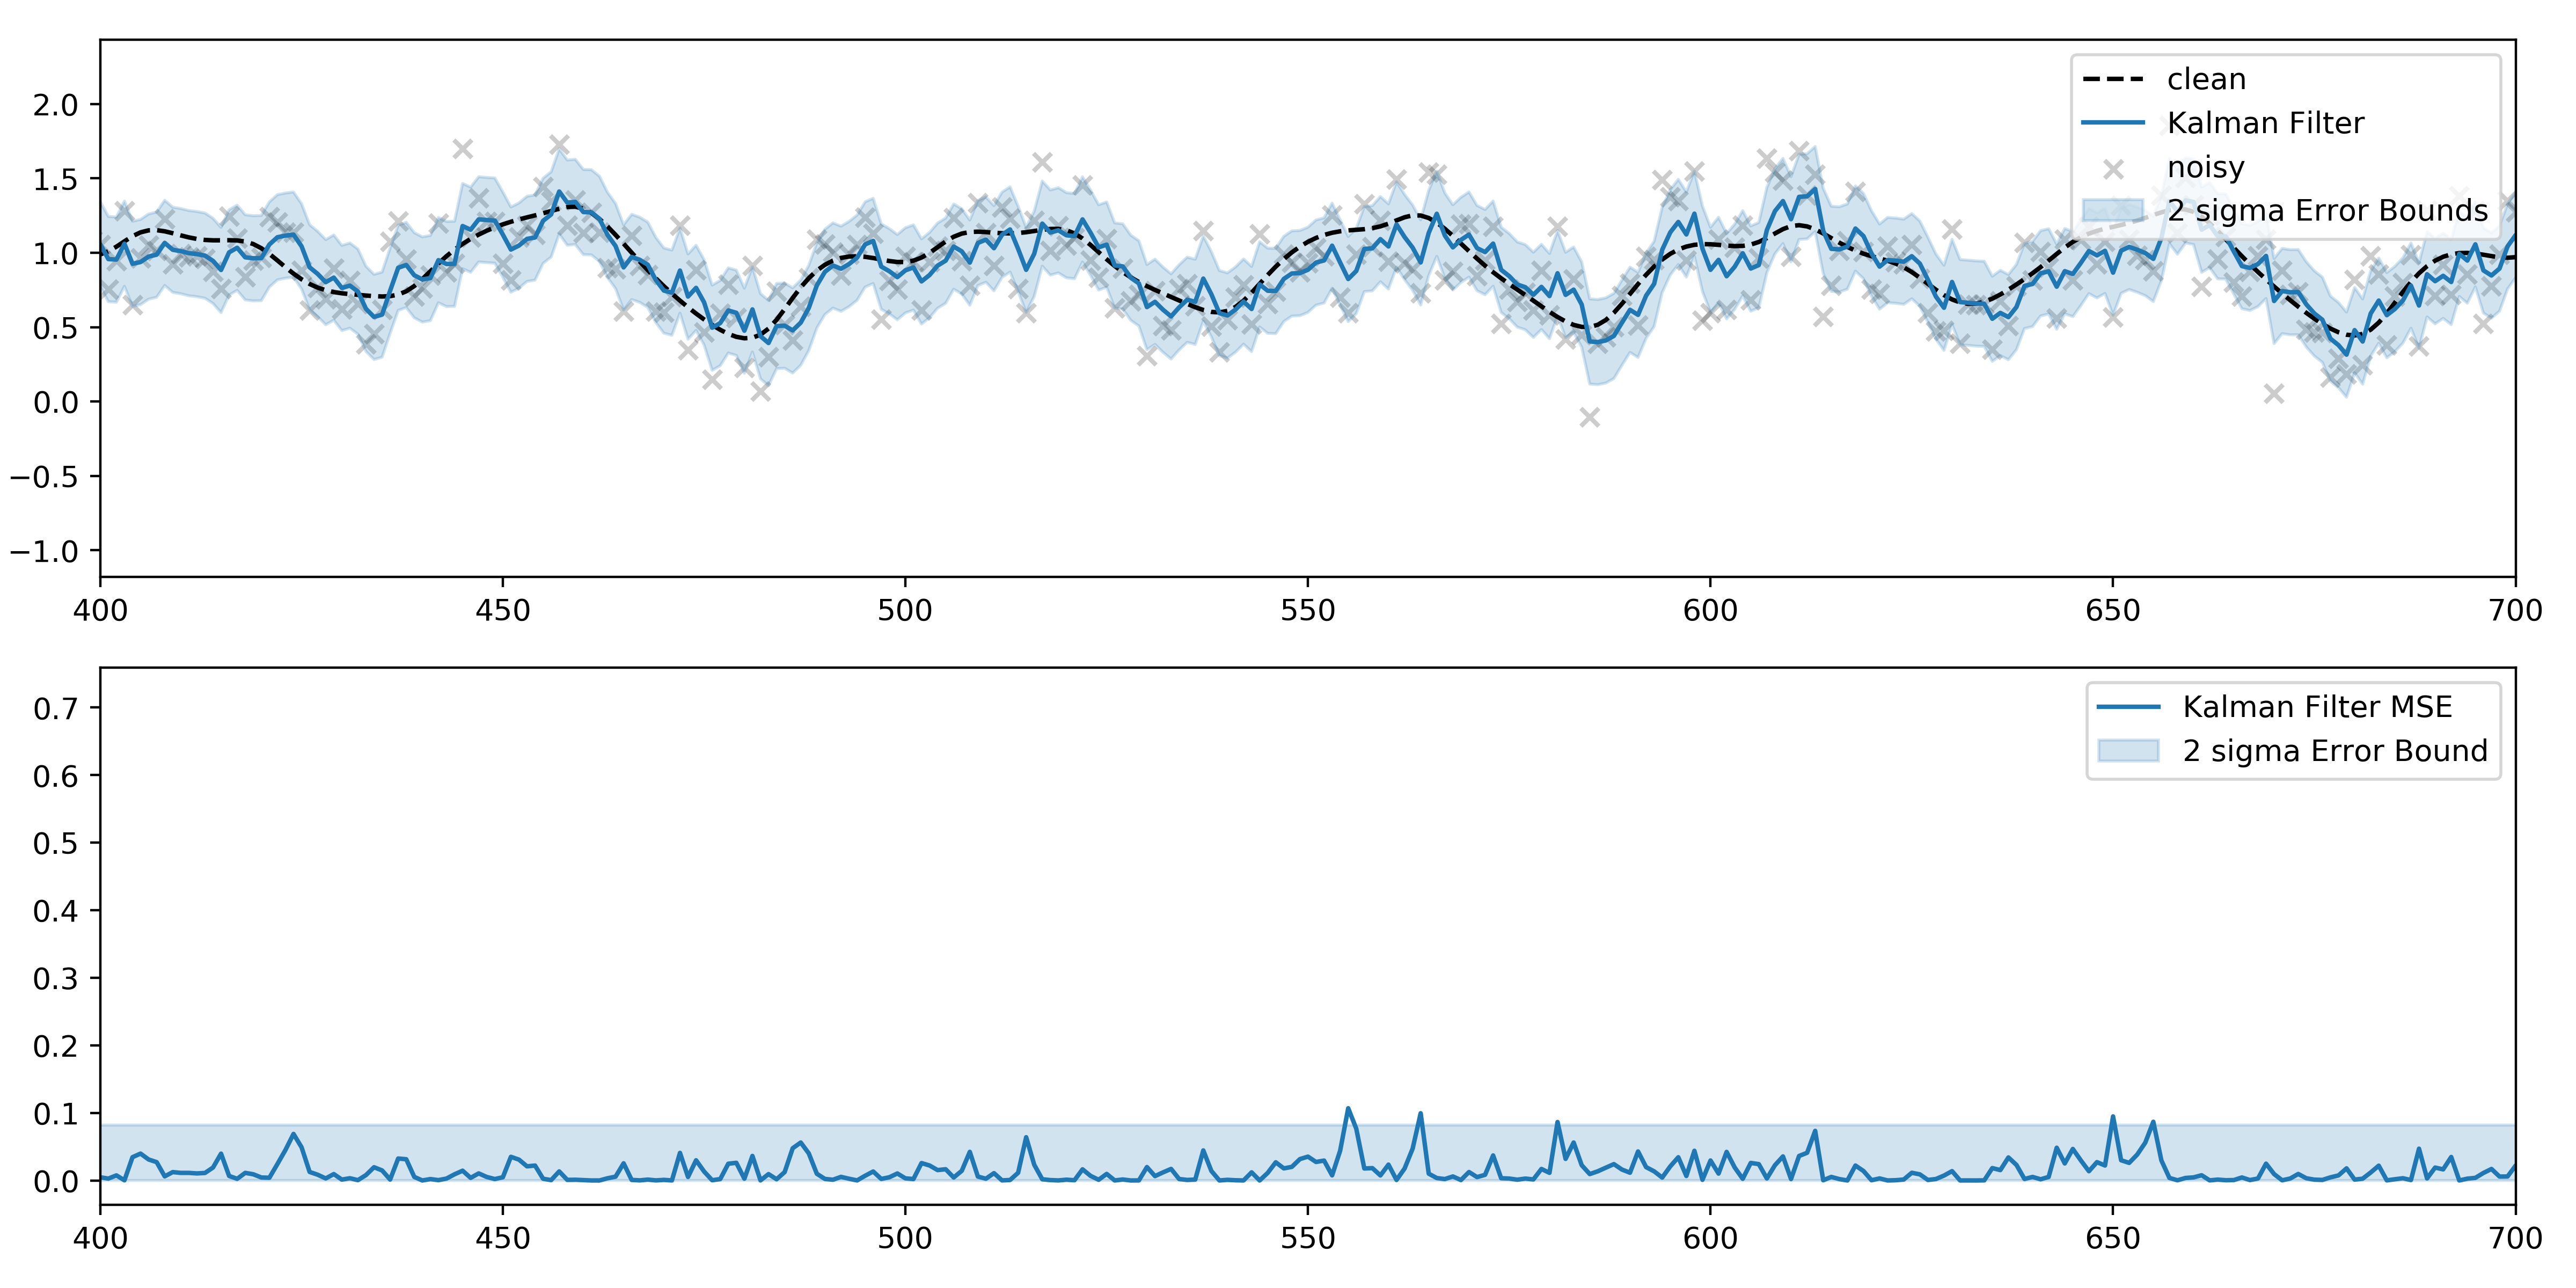 2.0
1.5
1.0
0.5
0.0
−0.5
−1.0
400 450 500 550 600 650 700
clean
Kalman Filter
noisy
2 sigma Error Bounds
0.7
0.6
0.5
0.4
0.3
0.2
0.1
0.0
400 450 500 550 600 650 700
Kalman Filter MSE
2 sigma Error Bound